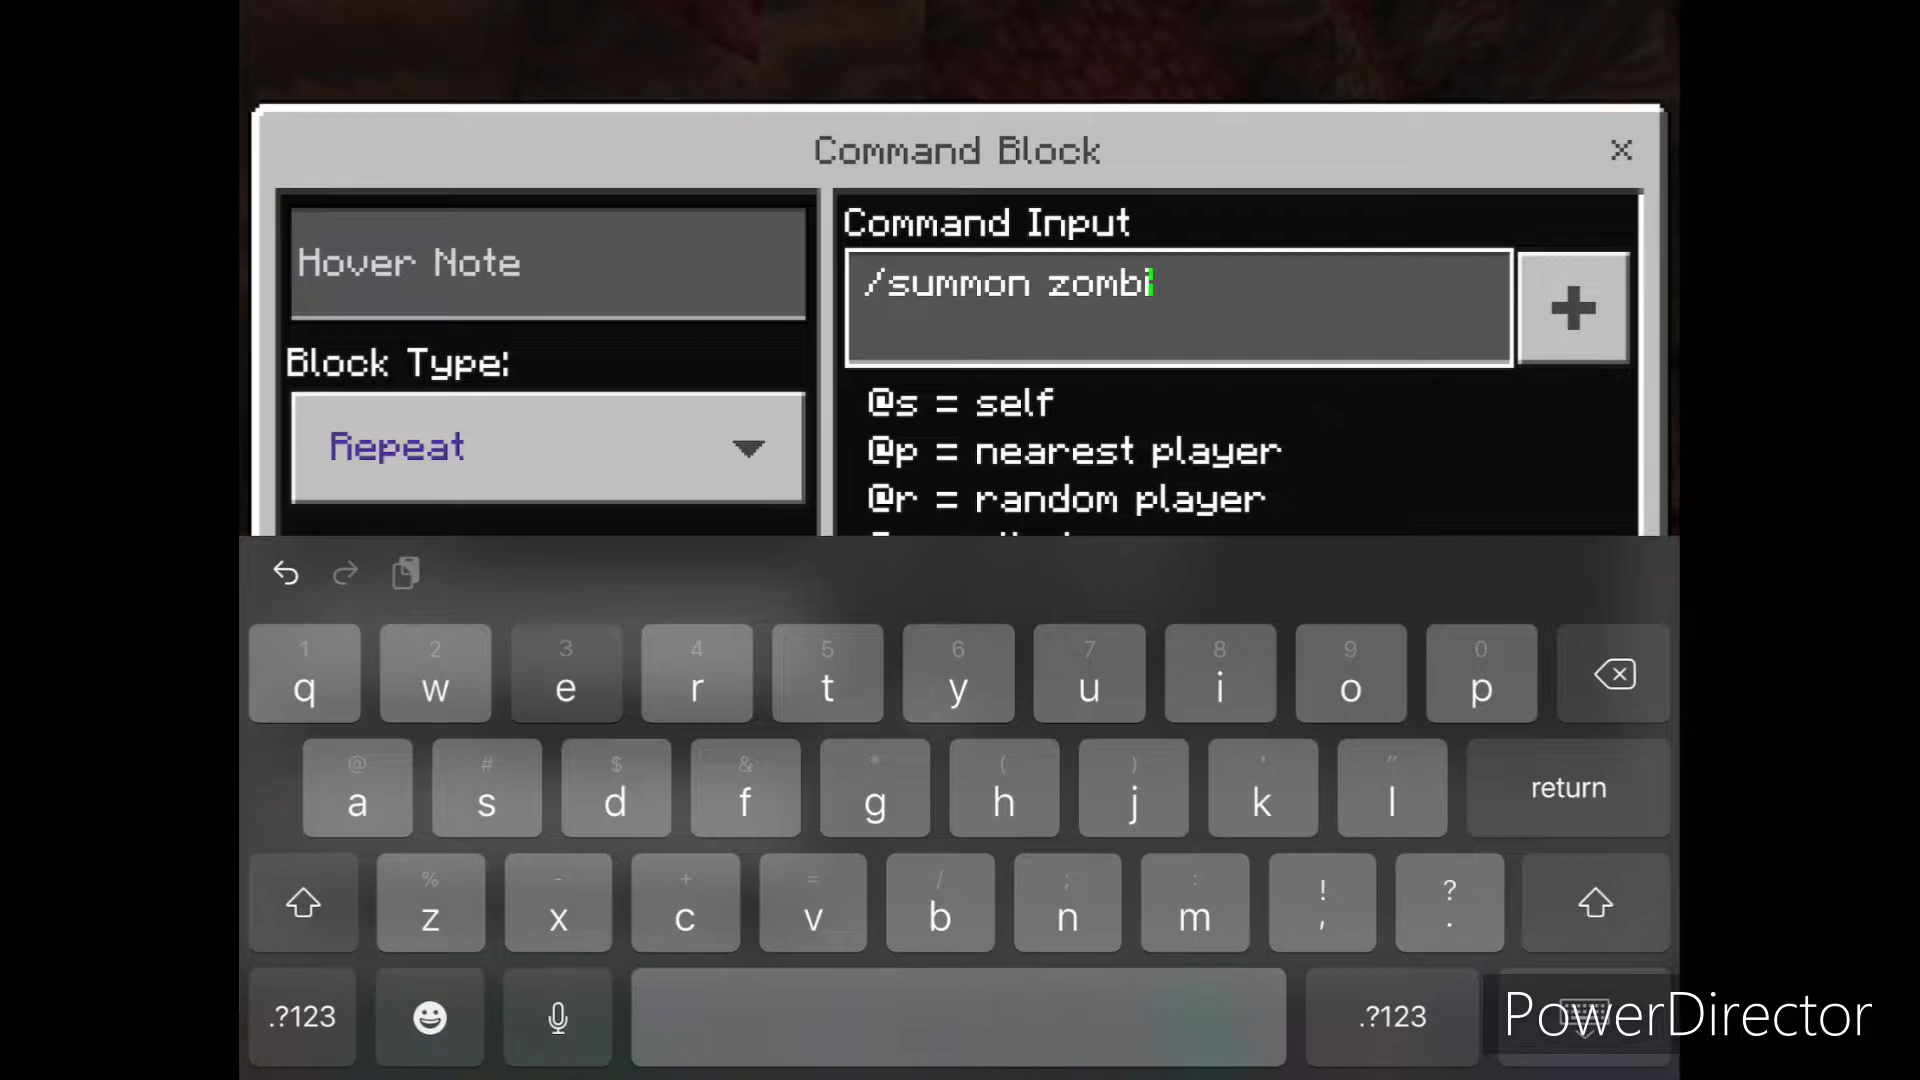 Command Block
Hover Note
Block Type:
Repeat
Command Input
/summon zombi
@s = self
@p = nearest player
@r = random player
1 2 3 4 5 6 7 8 9 0
q w e r t y u i o p
@ # $ & * ( ) ' "
a s d f g h j k l return
% - + = / ; : ! ?
z x c v b n m , .
.?123 .?123
PowerDirector